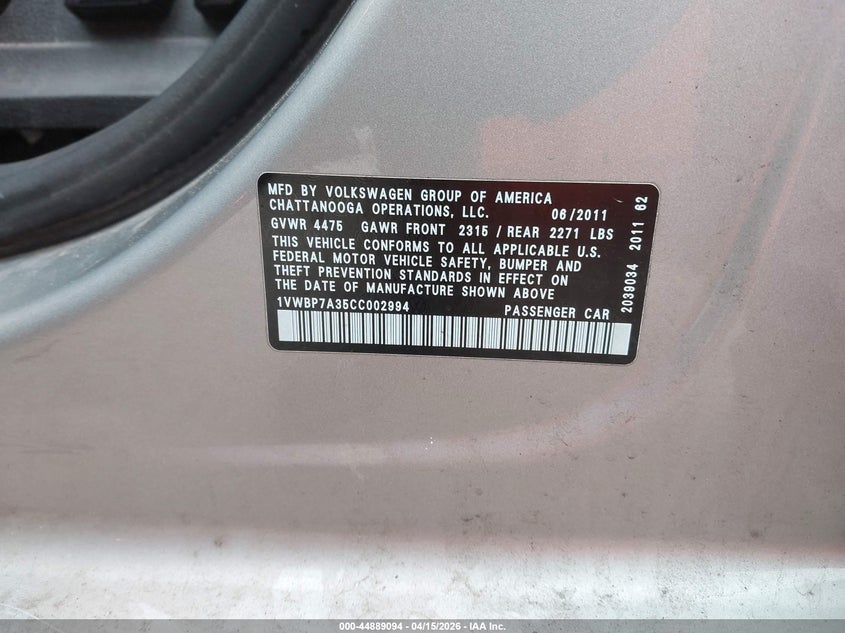 MFD BY VOLKSWAGEN GROUP OF AMERICA
CHATTANOOGA OPERATIONS, LLC. 06/2011
GVWR 4475 GAWR FRONT 2315 / REAR 2271 LBS
THIS VEHICLE CONFORMS TO ALL APPLICABLE U.S.
FEDERAL MOTOR VEHICLE SAFETY, BUMPER AND
THEFT PREVENTION STANDARDS IN EFFECT ON
THE DATE OF MANUFACTURE SHOWN ABOVE
1VWBP7A35CC002994 PASSENGER CAR
2039034 2011 62
000-44889094 - 04/15/2026 - IAA Inc.